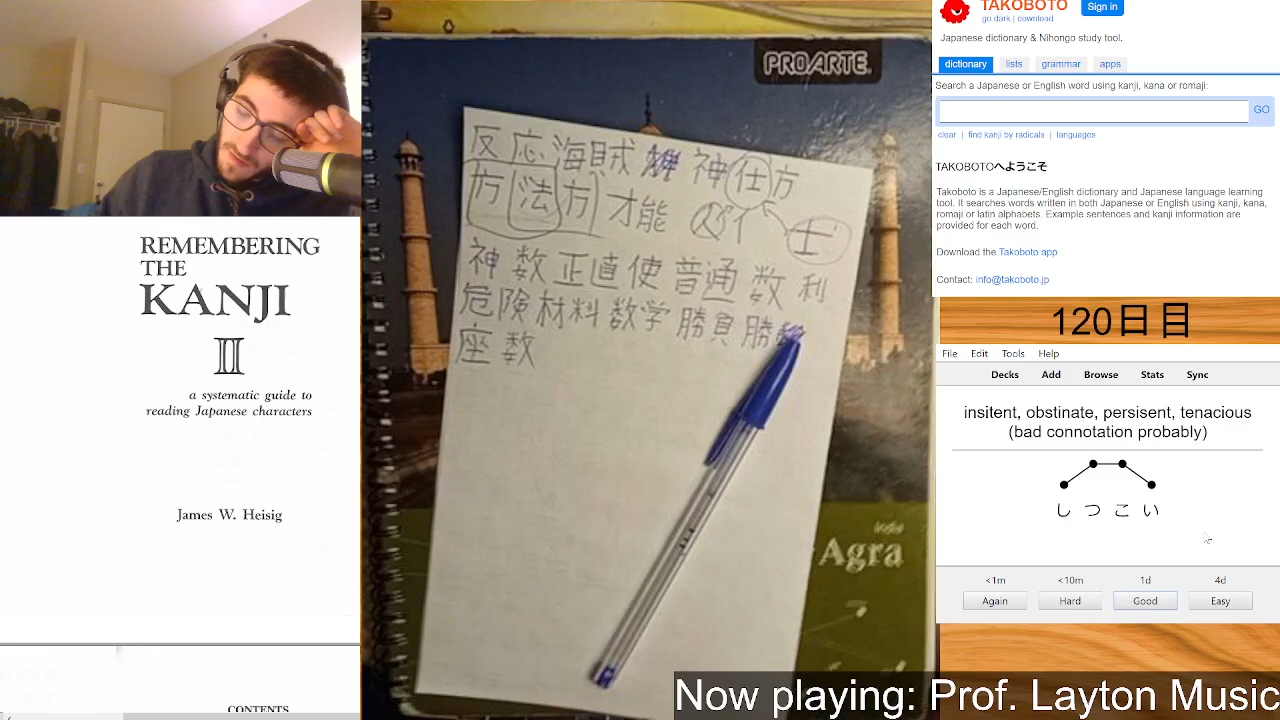 REMEMBERING
THE
KANJI
II
a systematic guide to
reading Japanese characters
James W. Heisig
CONTENTS
PROARTE
反応海賊 神仕方
方法方才能 士
神数正直使普通数利
危険材料数学勝負勝
座数
Agra
TAKOBOTO
Sign in
go dark | download
Japanese dictionary & Nihongo study tool.
dictionary lists grammar apps
Search a Japanese or English word using kanji, kana or romaji:
GO
clear | find kanji by radicals | languages
TAKOBOTOへようこそ
Takoboto is a Japanese/English dictionary and Japanese language learning
tool. It searches words written in both Japanese or English using kanji, kana,
romaji or latin alphabets. Example sentences and kanji information are also
provided for each word.
Download the Takoboto app
Contact: info@takoboto.jp
120日目
File Edit Tools Help
Decks Add Browse Stats Sync
insitent, obstinate, persisent, tenacious
(bad connotation probably)
しつこい
<1m <10m 1d 4d
Again Hard Good Easy
Now playing: Prof. Layton Music